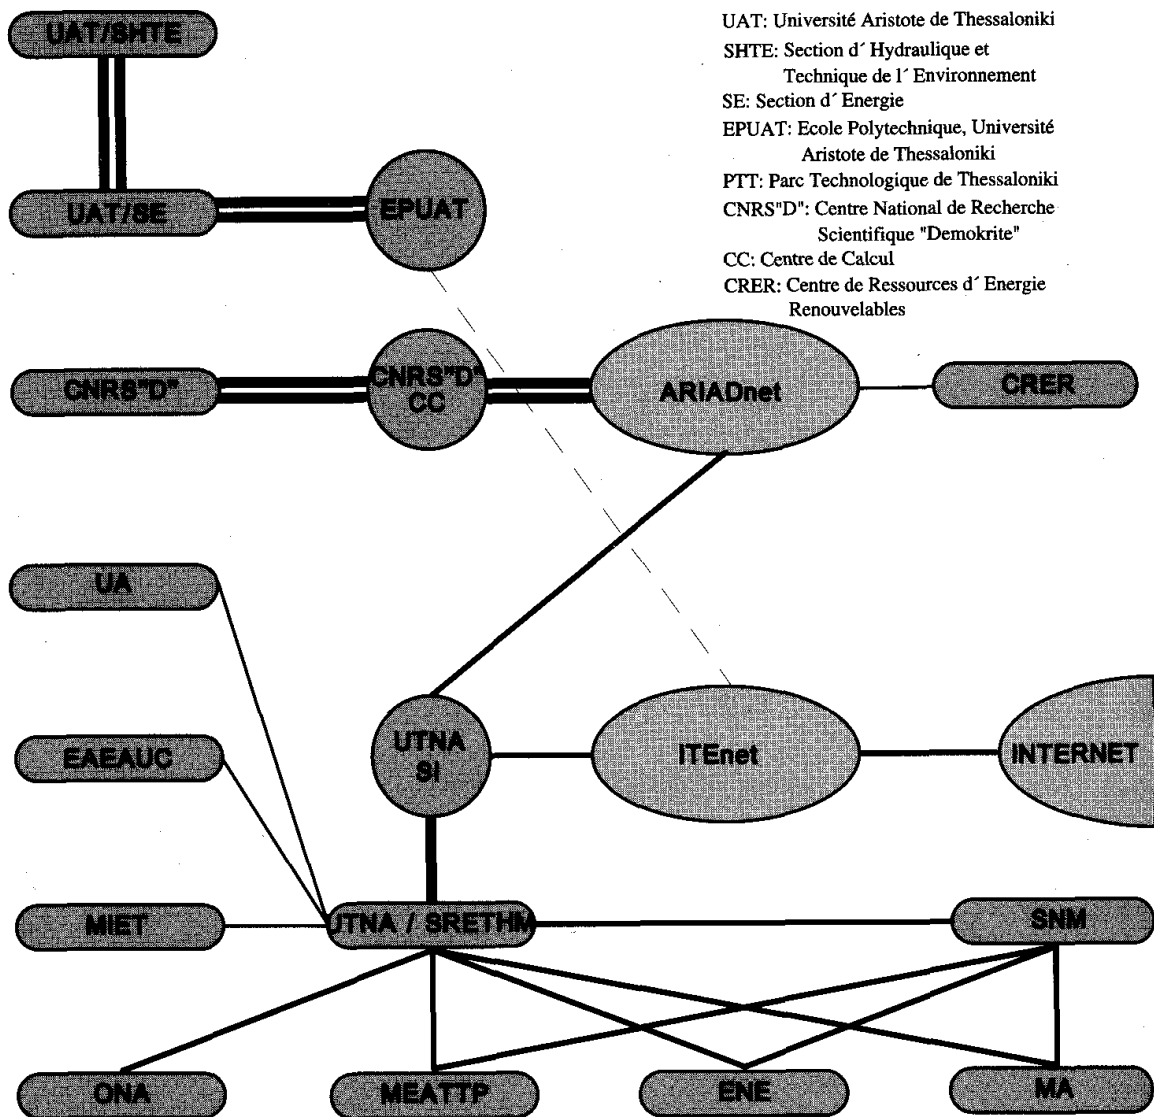 UAT/SHTE
UAT: Université Aristote de Thessaloniki
SHTE: Section d´ Hydraulique et
Technique de l´ Environnement
SE: Section d´ Energie
EPUAT: Ecole Polytechnique, Université
Aristote de Thessaloniki
PTT: Parc Technologique de Thessaloniki
CNRS"D": Centre National de Recherche
Scientifique "Demokrite"
CC: Centre de Calcul
CRER: Centre de Ressources d´ Energie
Renouvelables
UAT/SE
EPUAT
CNRS"D"
CNRS"D"
CC
ARIADnet
CRER
UA
EAEAUC
UTNA
SI
ITEnet
INTERNET
MIET
UTNA / SRETHM
SNM
ONA
MEATTP
ENE
MA